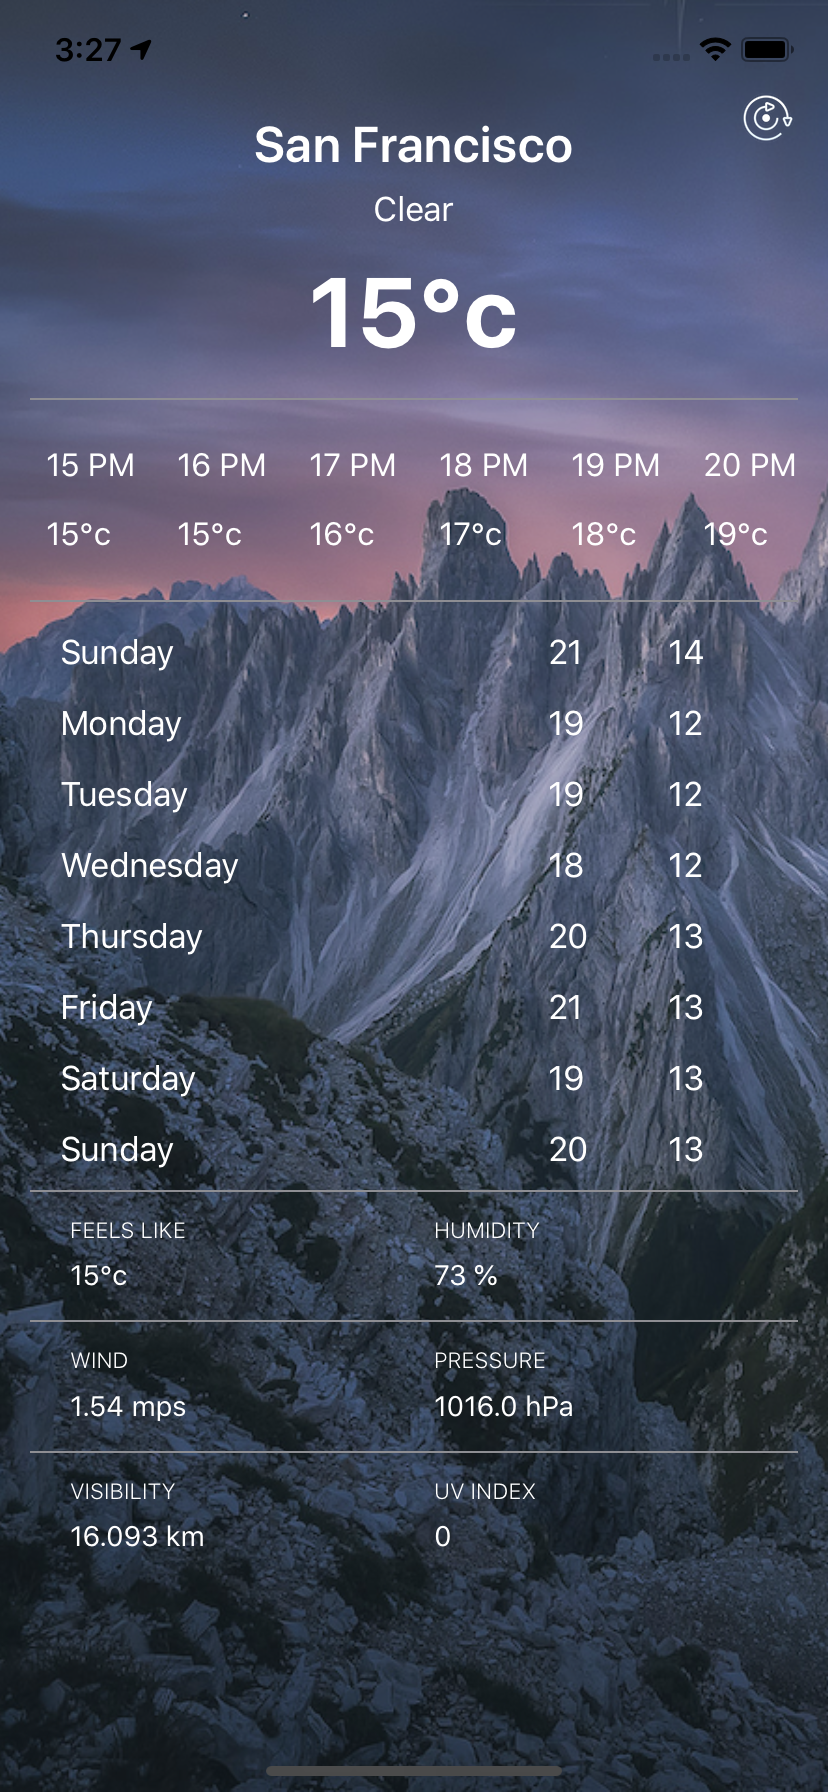 3:27
San Francisco
Clear
15°c
15 PM 16 PM 17 PM 18 PM 19 PM 20 PM
15°c 15°c 16°c 17°c 18°c 19°c
Sunday 21 14
Monday 19 12
Tuesday 19 12
Wednesday 18 12
Thursday 20 13
Friday 21 13
Saturday 19 13
Sunday 20 13
FEELS LIKE HUMIDITY
15°c 73 %
WIND PRESSURE
1.54 mps 1016.0 hPa
VISIBILITY UV INDEX
16.093 km 0